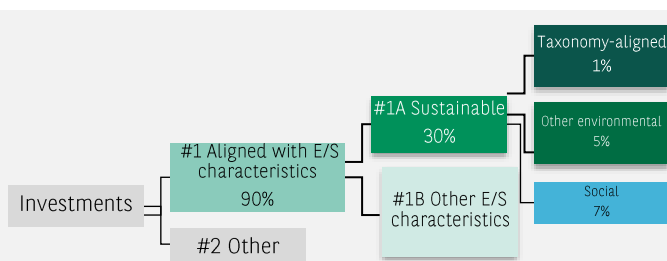 Taxonomy-aligned
1%
#1A Sustainable
30%
Other environmental
5%
#1 Aligned with E/S
characteristics
90%
#1B Other E/S
characteristics
Social
7%
Investments
#2 Other